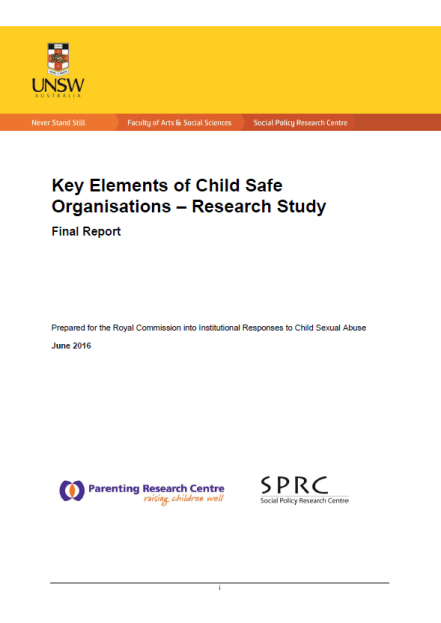 UNSW
AUSTRALIA
Never Stand Still
Faculty of Arts & Social Sciences
Social Policy Research Centre
Key Elements of Child Safe
Organisations – Research Study
Final Report
Prepared for the Royal Commission into Institutional Responses to Child Sexual Abuse
June 2016
Parenting Research Centre
raising children well
SPRC
Social Policy Research Centre
i